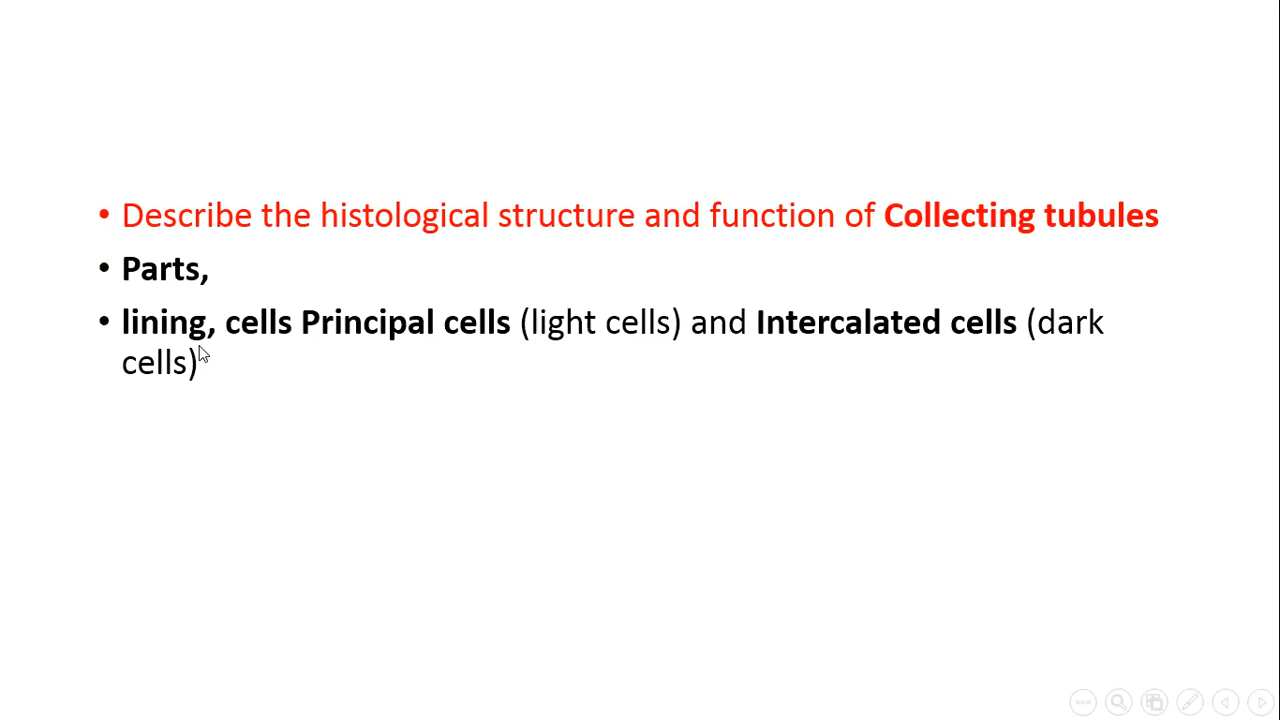 • Describe the histological structure and function of Collecting tubules
• Parts,
• lining, cells Principal cells (light cells) and Intercalated cells (dark
cells)